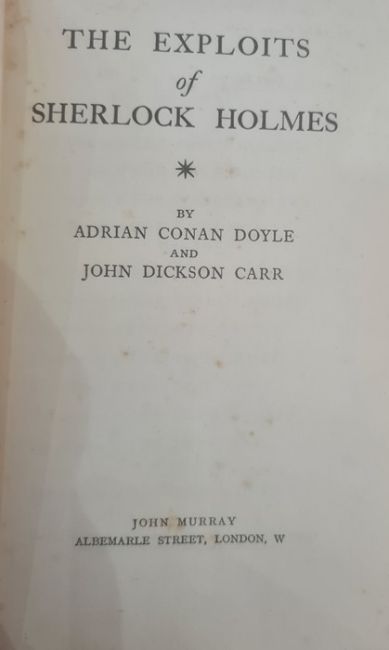 THE EXPLOITS
of
SHERLOCK HOLMES
*
BY
ADRIAN CONAN DOYLE
AND
JOHN DICKSON CARR
JOHN MURRAY
ALBEMARLE STREET, LONDON, W